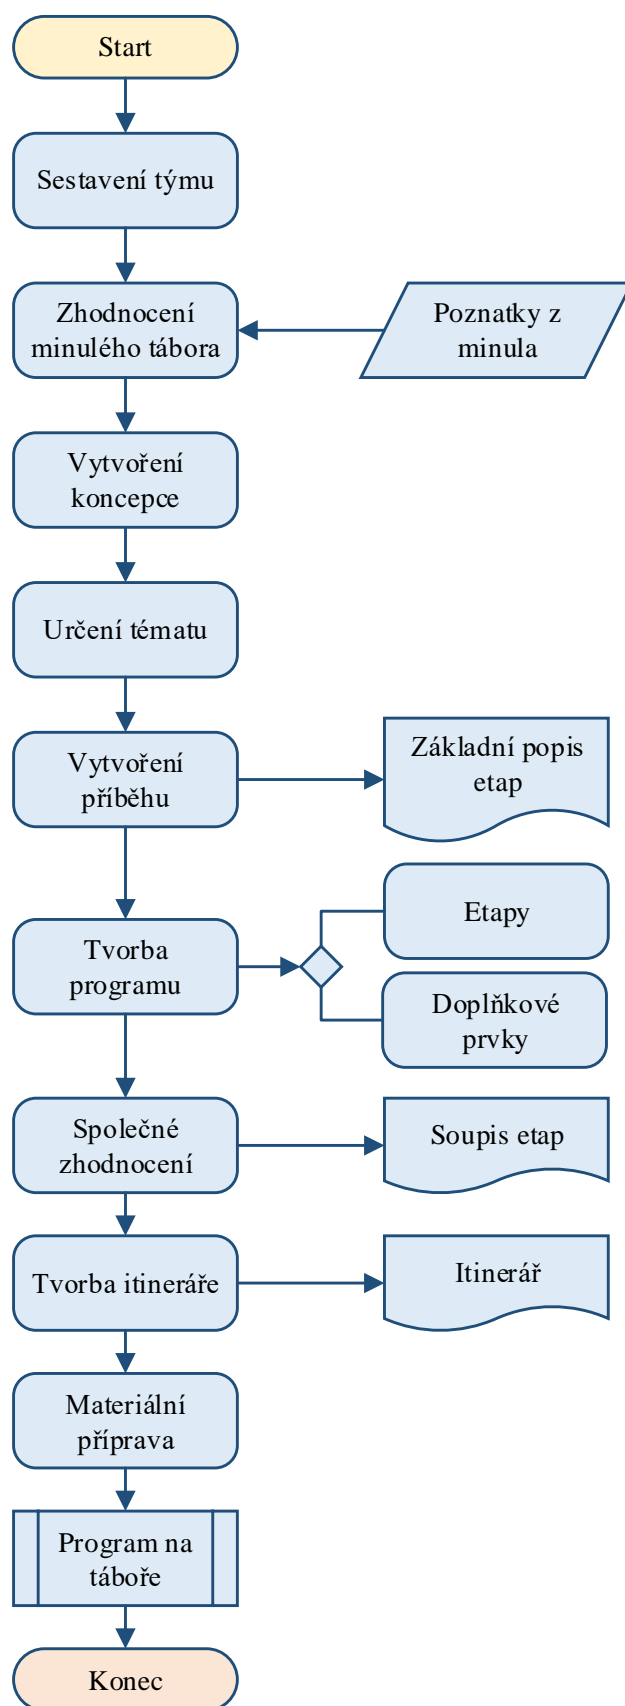 Start
Sestavení týmu
Zhodnocení
minulého tábora
Poznatky z
minula
Vytvoření
koncepce
Určení tématu
Vytvoření
příběhu
Základní popis
etap
Tvorba
programu
Etapy
Doplňkové
prvky
Společné
zhodnocení
Soupis etap
Tvorba itineráře
Itinerář
Materiální
příprava
Program na
táboře
Konec